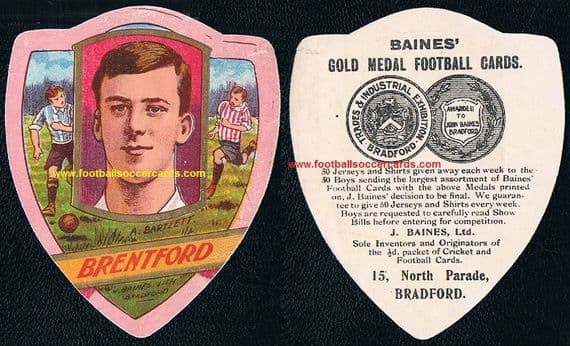 www.footballsoccercards.com
A. BARTLETT.
BRENTFORD
J. BAINES. LTH.
BRADFORD
BAINES'
GOLD MEDAL FOOTBALL CARDS.
TRADES & INDUSTRIAL EXHIBITION
BRADFORD
AWARDED
TO
JOHN BAINES
BRADFORD
www.footballsoccercards.com
50 Jerseys and Shirts given away each week to the
50 Boys sending the largest assortment of Baines'
Football Cards with the above Medals printed
on, J. Baines' decision to be final. We guaran-
tee to give 50 Jerseys and Shirts every week.
Boys are requested to carefully read Show
Bills before entering for competition.
J. BAINES, Ltd.
Sole Inventors and Originators of
the ½d. packet of Cricket and
Football Cards.
15, North Parade,
BRADFORD.